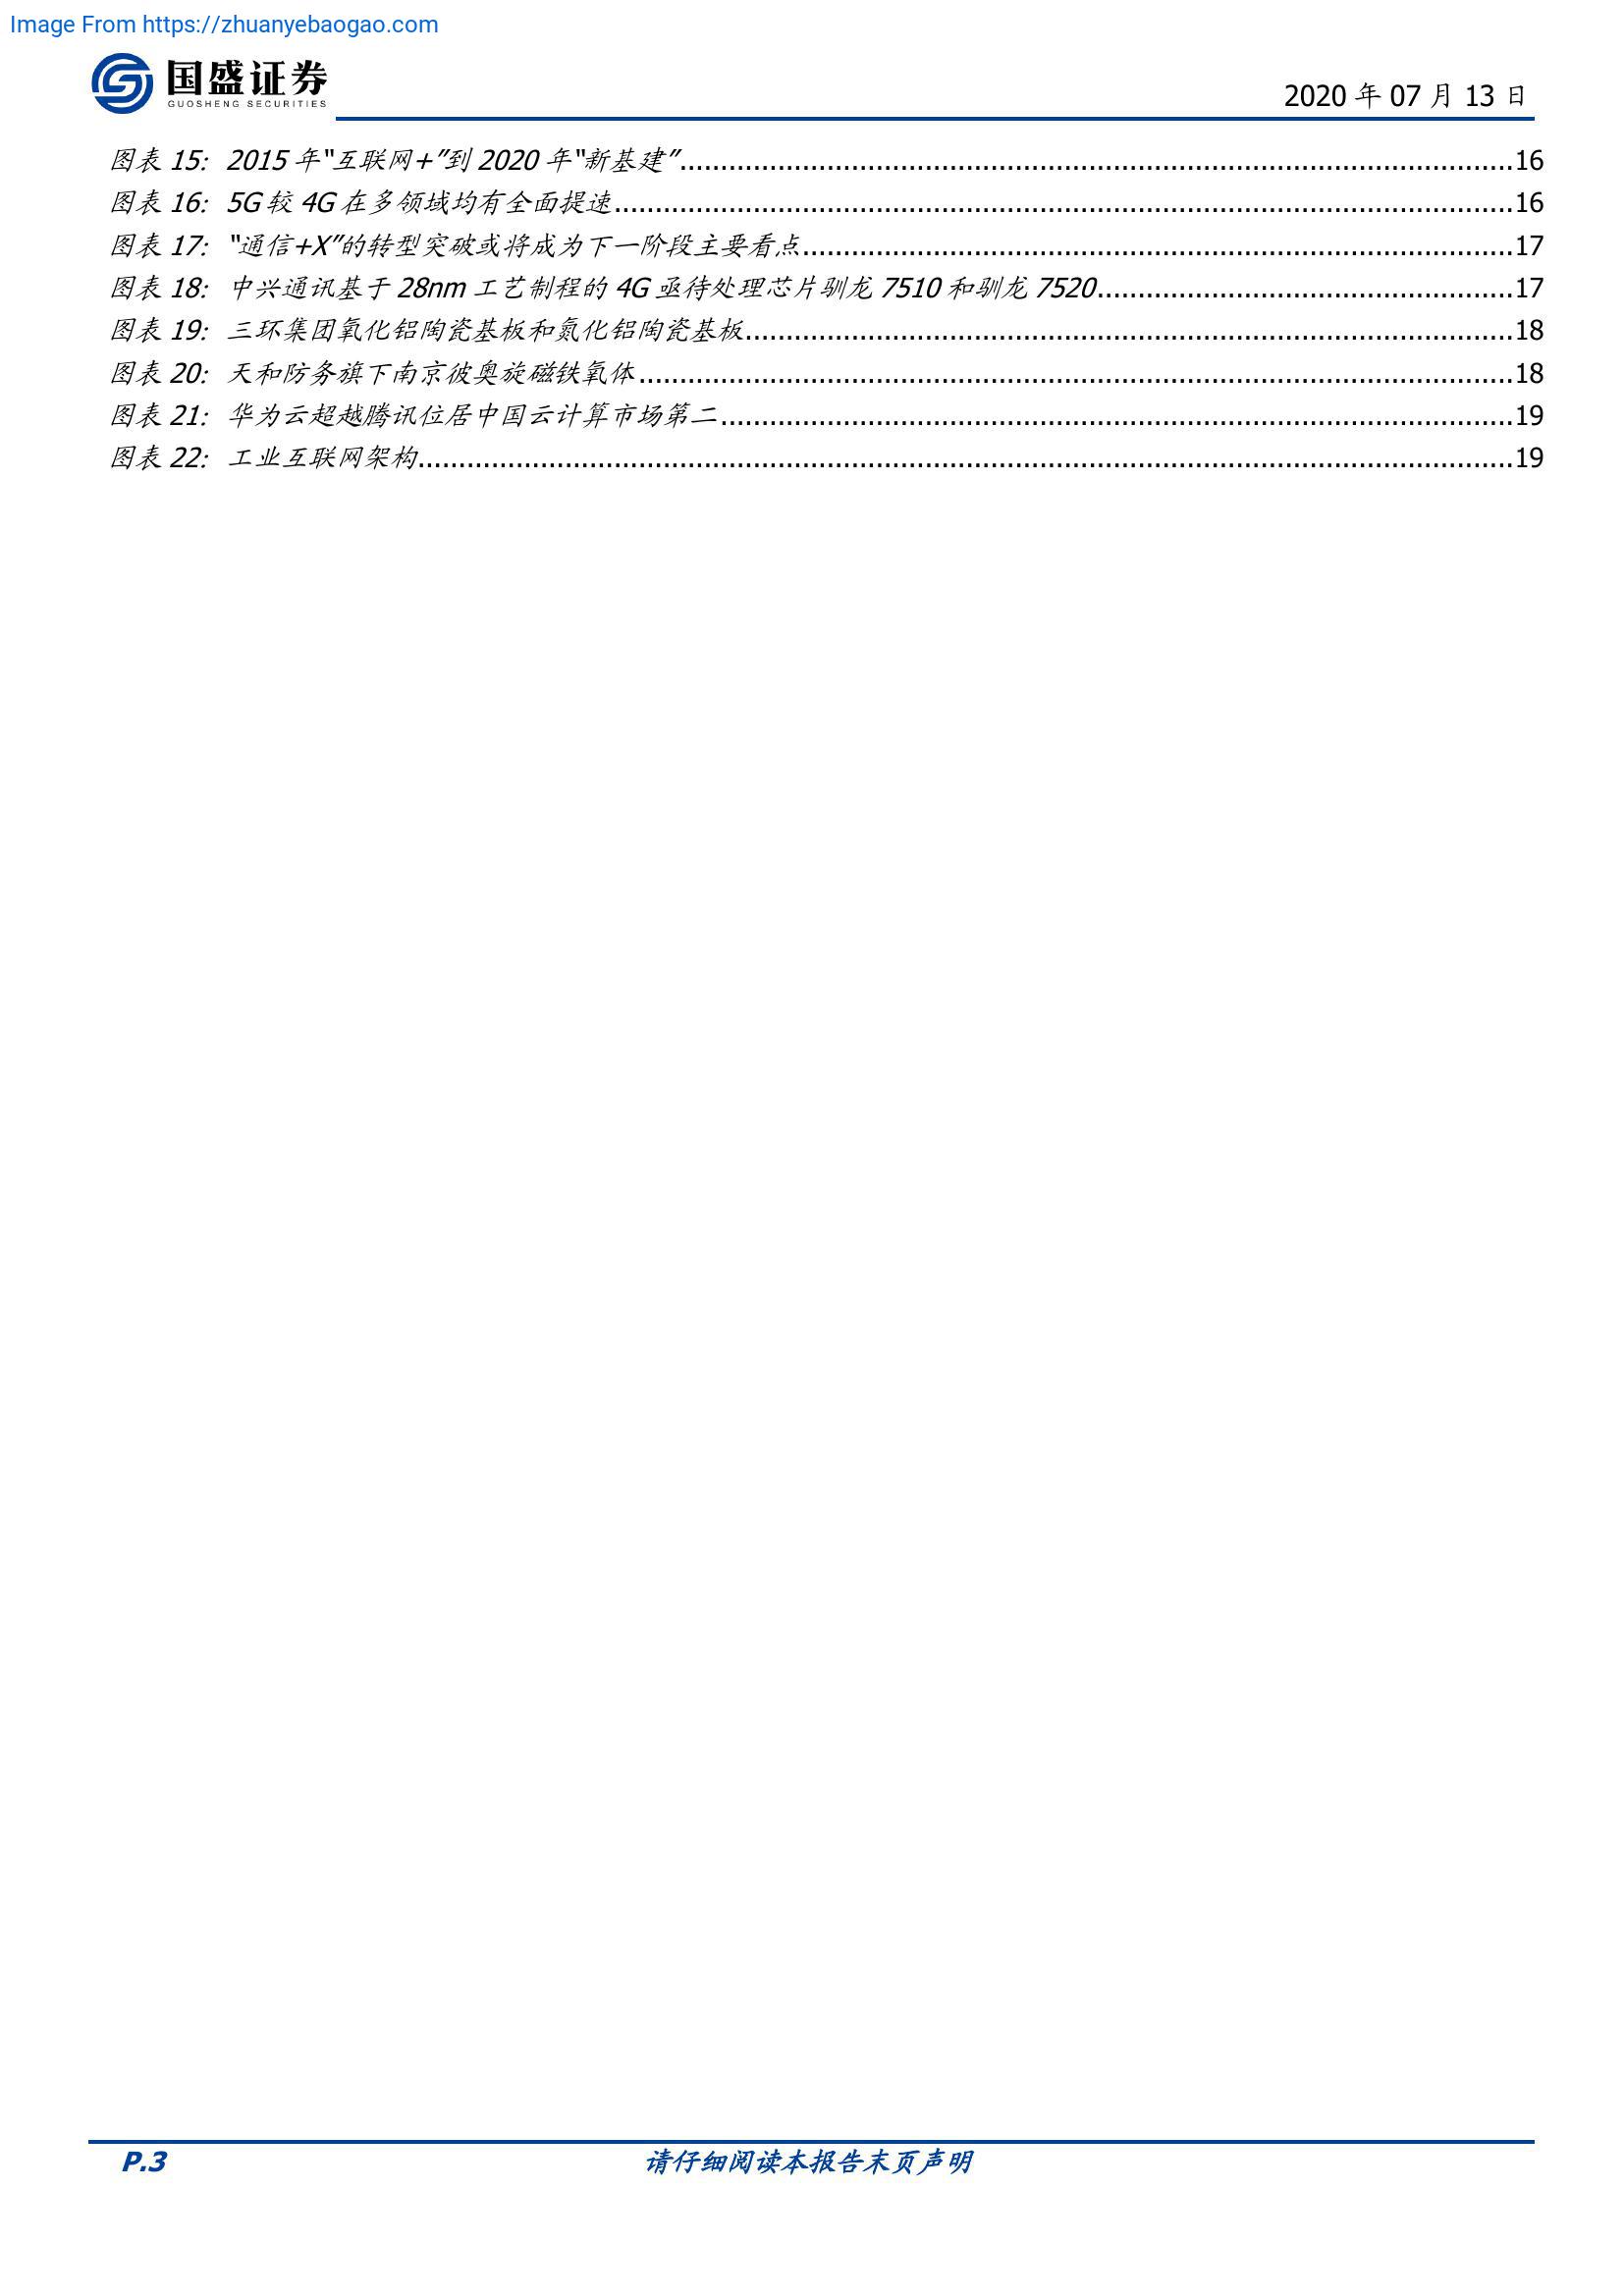 Image From https://zhuanyebaogao.com
国盛证券
GUOSHENG SECURITIES
2020 年 07 月 13 日
图表 15: 2015 年“互联网+”到 2020 年“新基建”................16
图表 16: 5G 较 4G 在多领域均有全面提速................16
图表 17: “通信+X”的转型突破或将成为下一阶段主要看点................17
图表 18: 中兴通讯基于 28nm 工艺制程的 4G 亟待处理芯片驯龙 7510 和驯龙 7520................17
图表 19: 三环集团氧化铝陶瓷基板和氮化铝陶瓷基板................18
图表 20: 天和防务旗下南京彼奥旋磁铁氧体................18
图表 21: 华为云超越腾讯位居中国云计算市场第二................19
图表 22: 工业互联网架构................19
P.3
请仔细阅读本报告末页声明